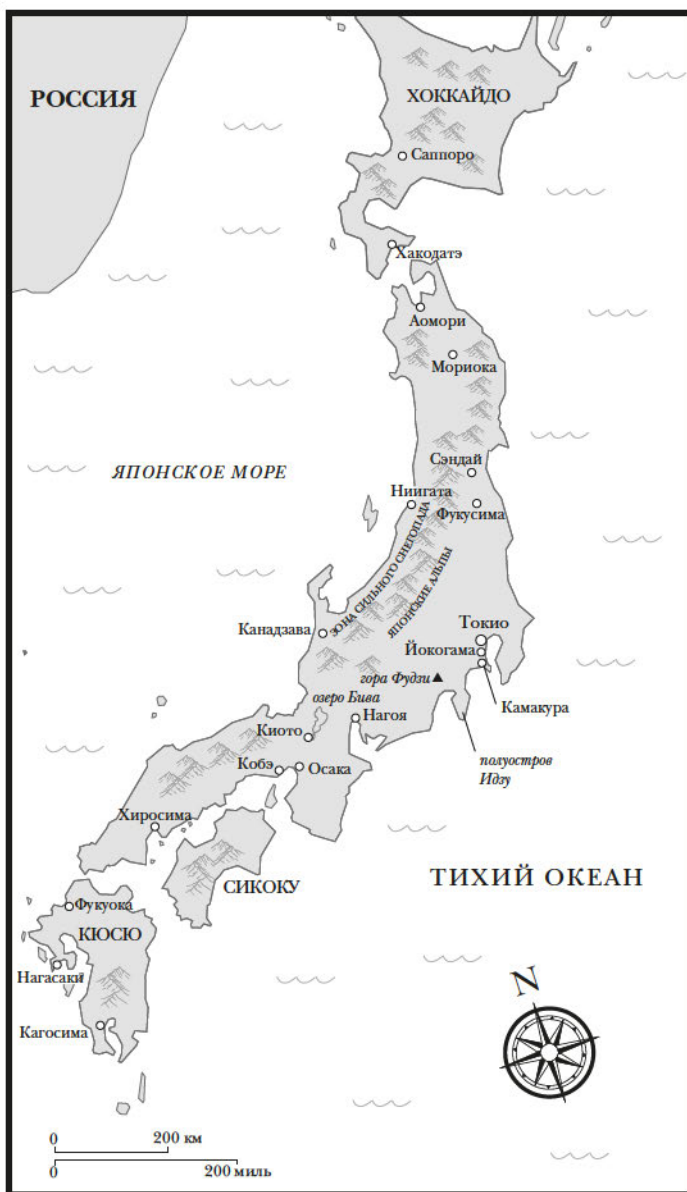 РОССИЯ
ХОККАЙДО
Саппоро
Хакодатэ
Аомори
Мориока
Сэндай
ЯПОНСКОЕ МОРЕ
Ниигата
Фукусима
ЗОНА СИЛЬНОГО СНЕГОПАДА
ЯПОНСКИЕ АЛЬПЫ
Токио
Канадзава
Йокогама
гора Фудзи
озеро Бива
Камакура
Нагоя
Киото
полуостров
Идзу
Кобэ
Осака
Хиросима
ТИХИЙ ОКЕАН
СИКОКУ
Фукуока
КЮСЮ
Нагасаки
N
Кагосима
0 200 км
0 200 миль